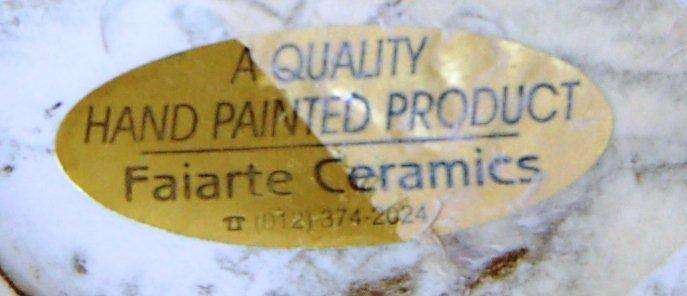 A QUALITY
HAND PAINTED PRODUCT
Faiarte Ceramics
☎ (012) 374-2024